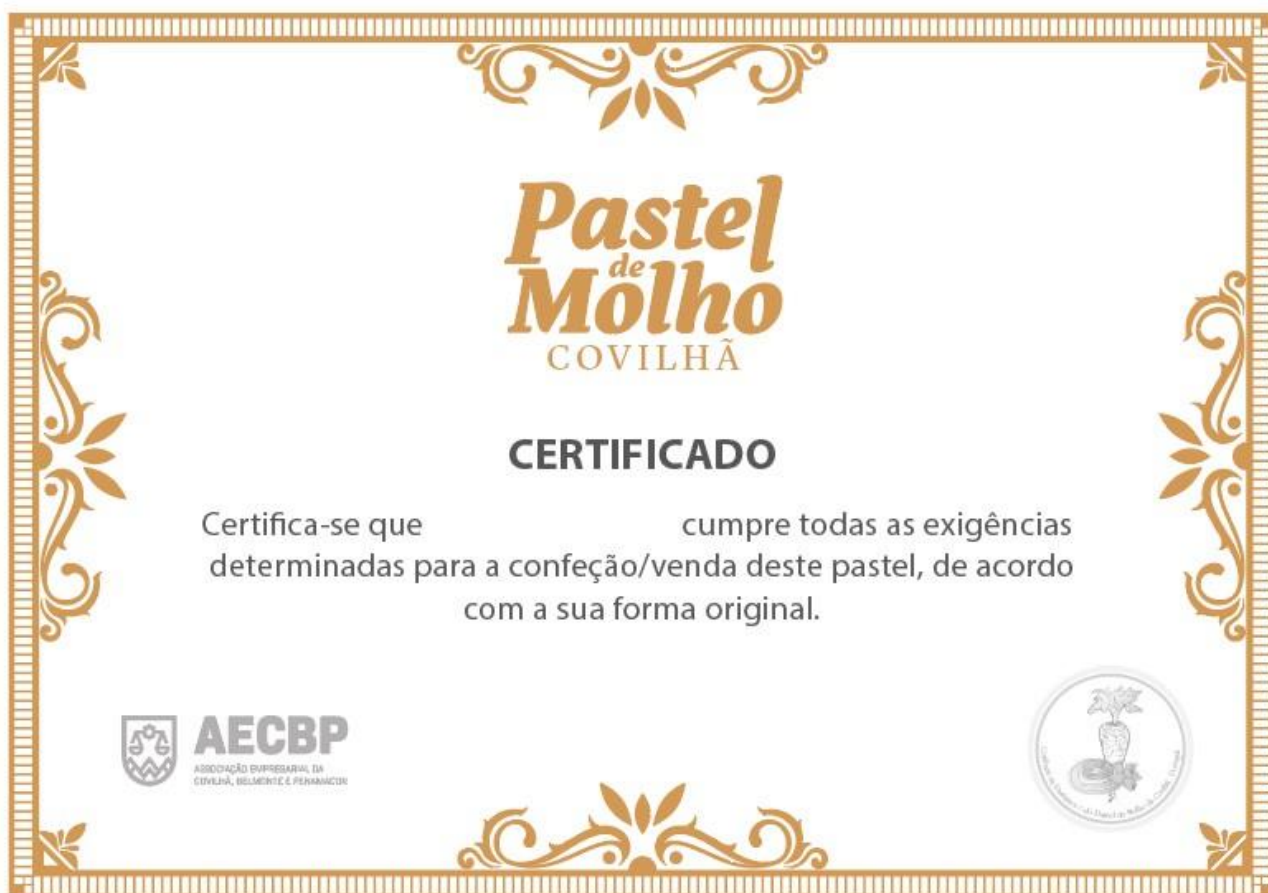 Pastel
de
Molho
COVILHÃ
CERTIFICADO
Certifica-se que cumpre todas as exigências
determinadas para a confeção/venda deste pastel, de acordo
com a sua forma original.
AECBP
ASSOCIAÇÃO EMPRESARIAL DA
COVILHÃ, BELMONTE E PENAMACOR